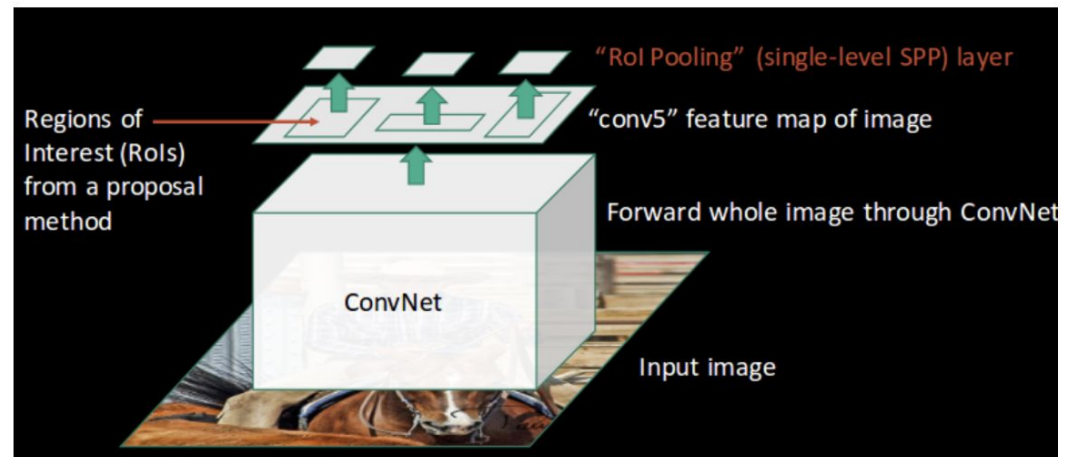 “RoI Pooling” (single-level SPP) layer
Regions of
Interest (RoIs)
from a proposal
method
“conv5” feature map of image
Forward whole image through ConvNet
ConvNet
Input image